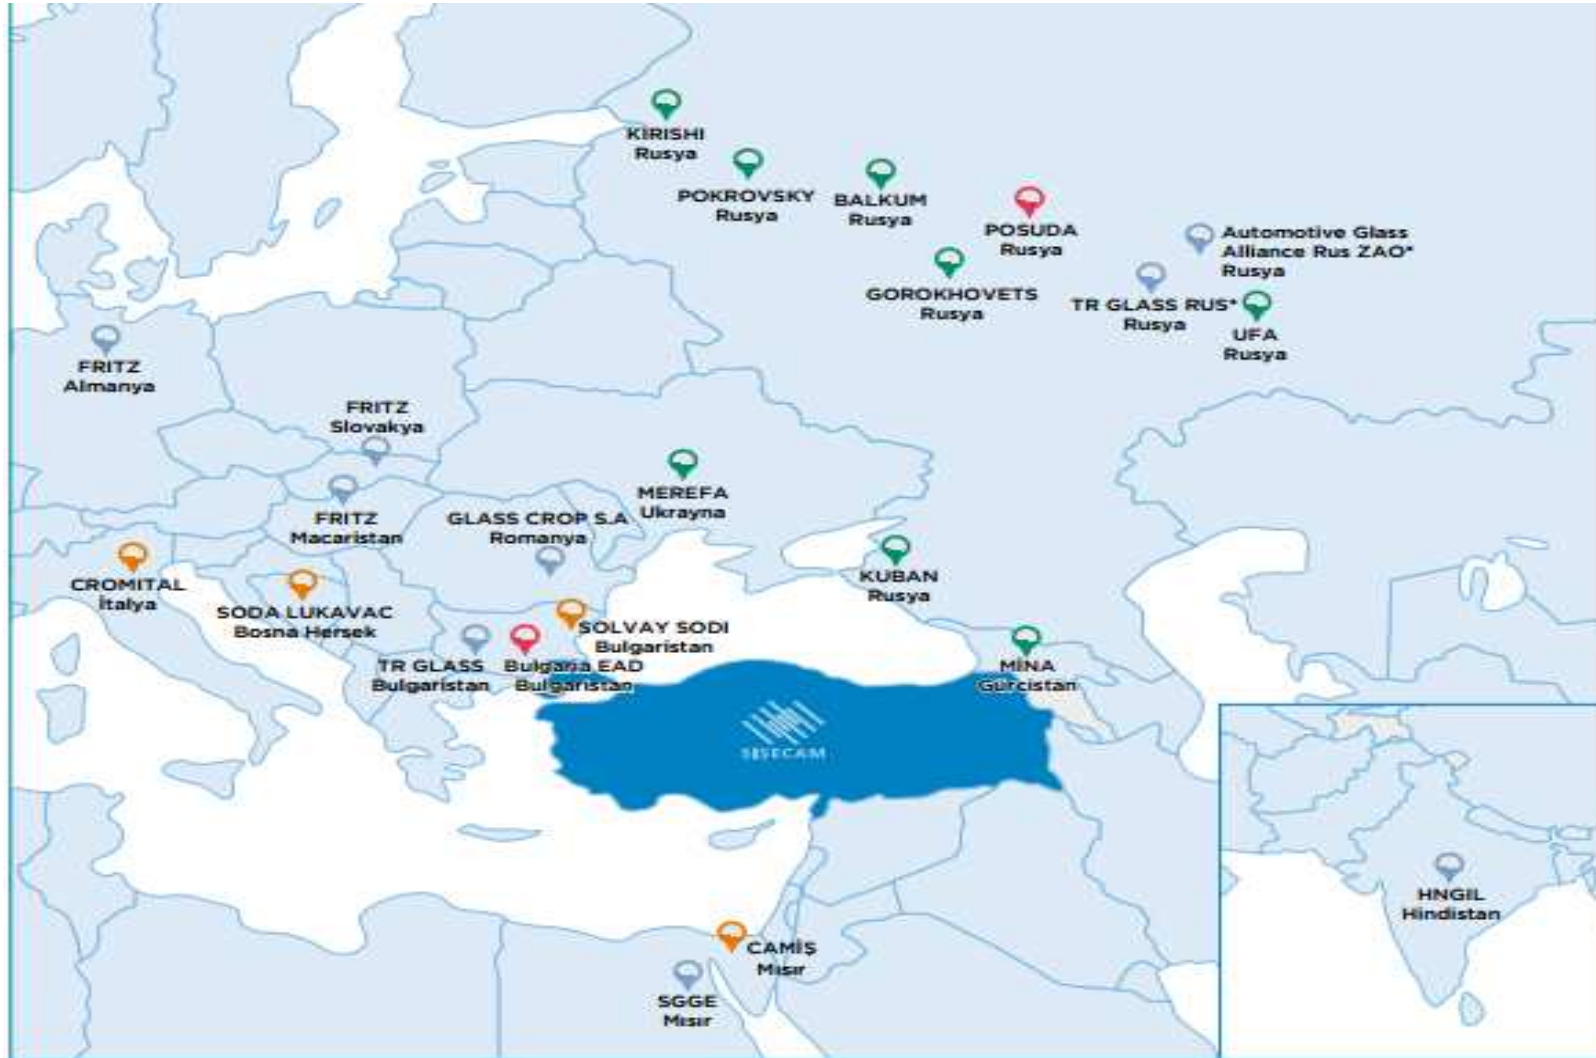 KİRISHI
Rusya
POKROVSKY
Rusya
BALKUM
Rusya
POSUDA
Rusya
Automotive Glass
Alliance Rus ZAO*
Rusya
GOROKHOVETS
Rusya
TR GLASS RUS*
Rusya
UFA
Rusya
FRITZ
Almanya
FRITZ
Slovakya
MEREFA
Ukrayna
FRITZ
Macaristan
GLASS CROP S.A
Romanya
CROMITAL
İtalya
SODA LUKAVAC
Bosna Hersek
KUBAN
Rusya
SOLVAY SODI
Bulgaristan
TR GLASS
Bulgaristan
Bulgaria EAD
Bulgaristan
MİNA
Gürcistan
ŞİŞECAM
HNGIL
Hindistan
CAMİŞ
Mısır
SGGE
Mısır